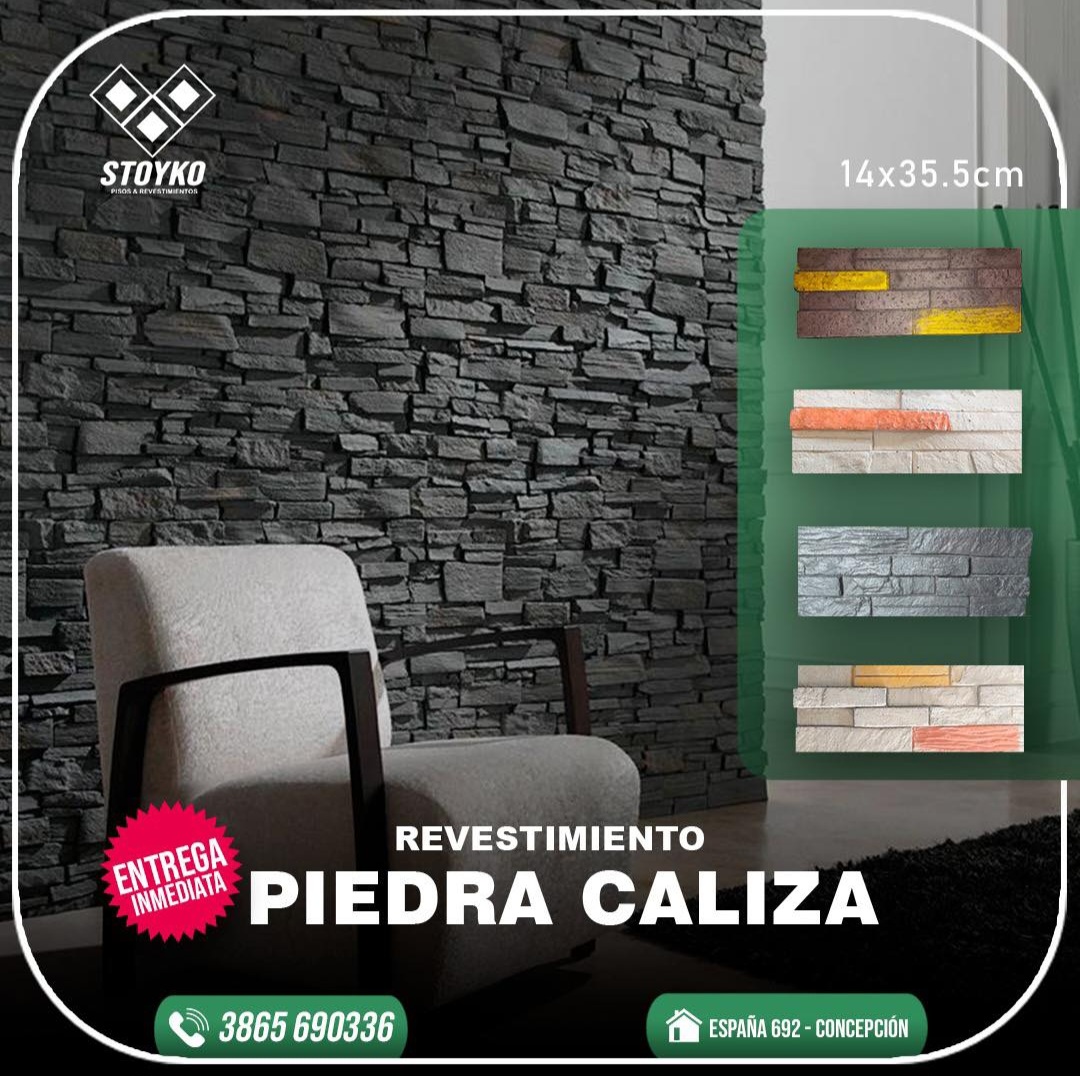 STOYKO
PISOS & REVESTIMIENTOS
14x35.5cm
REVESTIMIENTO
PIEDRA CALIZA
ENTREGA
INMEDIATA
3865 690336
ESPAÑA 692 - CONCEPCIÓN